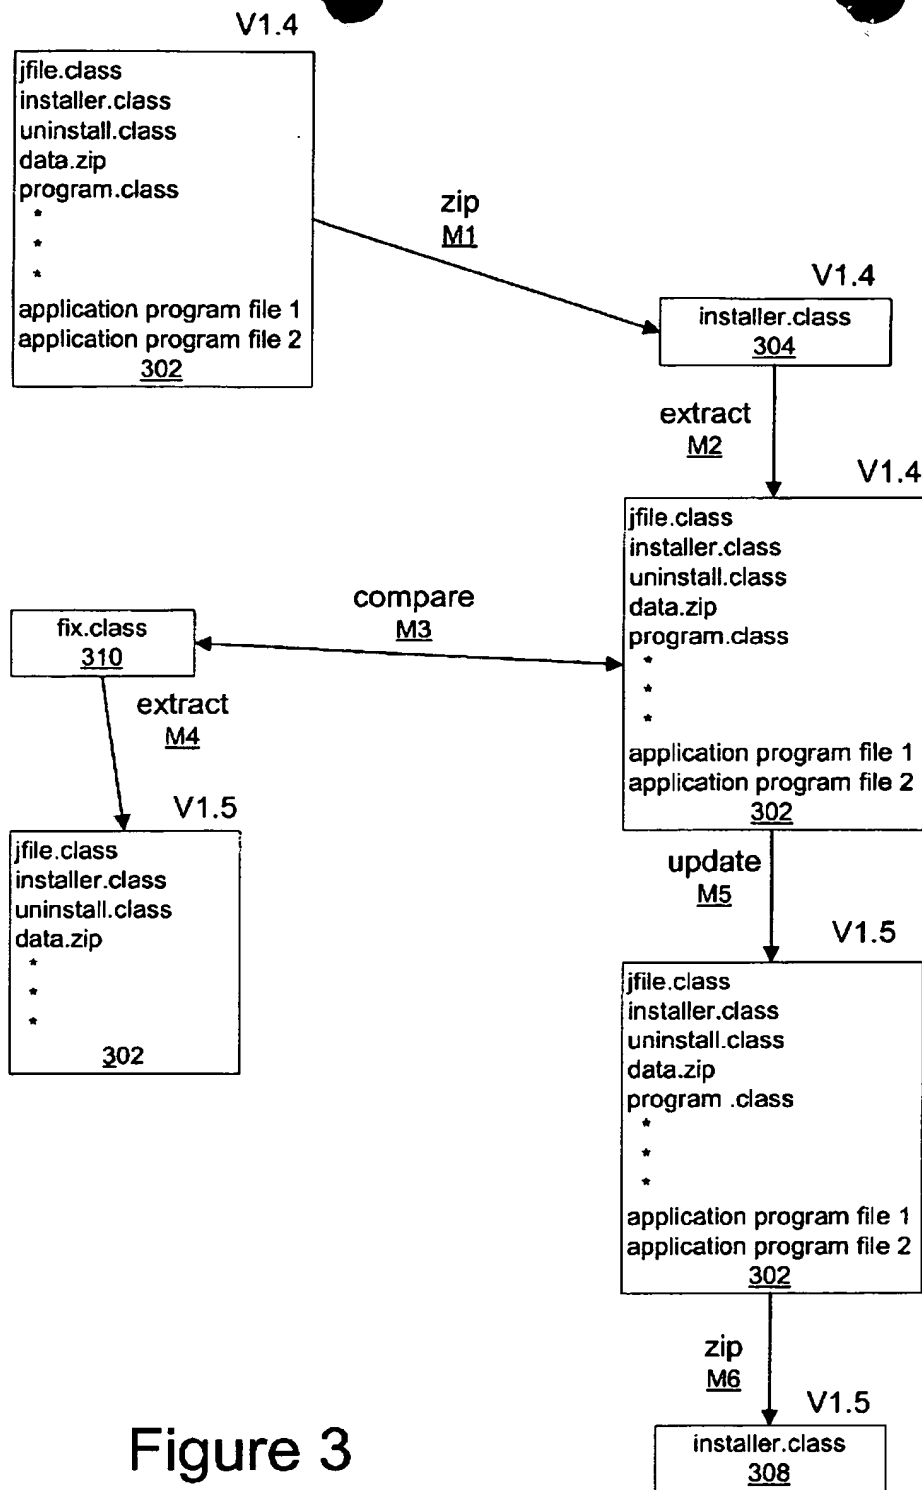 V1.4
jfile.class
installer.class
uninstall.class
data.zip
program.class
*
*
*
application program file 1
application program file 2
302
zip
M1
V1.4
installer.class
304
extract
M2
V1.4
jfile.class
installer.class
uninstall.class
data.zip
program.class
*
*
*
application program file 1
application program file 2
302
compare
M3
fix.class
310
extract
M4
V1.5
jfile.class
installer.class
uninstall.class
data.zip
*
*
*
302
update
M5
V1.5
jfile.class
installer.class
uninstall.class
data.zip
program .class
*
*
*
application program file 1
application program file 2
302
zip
M6
V1.5
installer.class
308
Figure 3